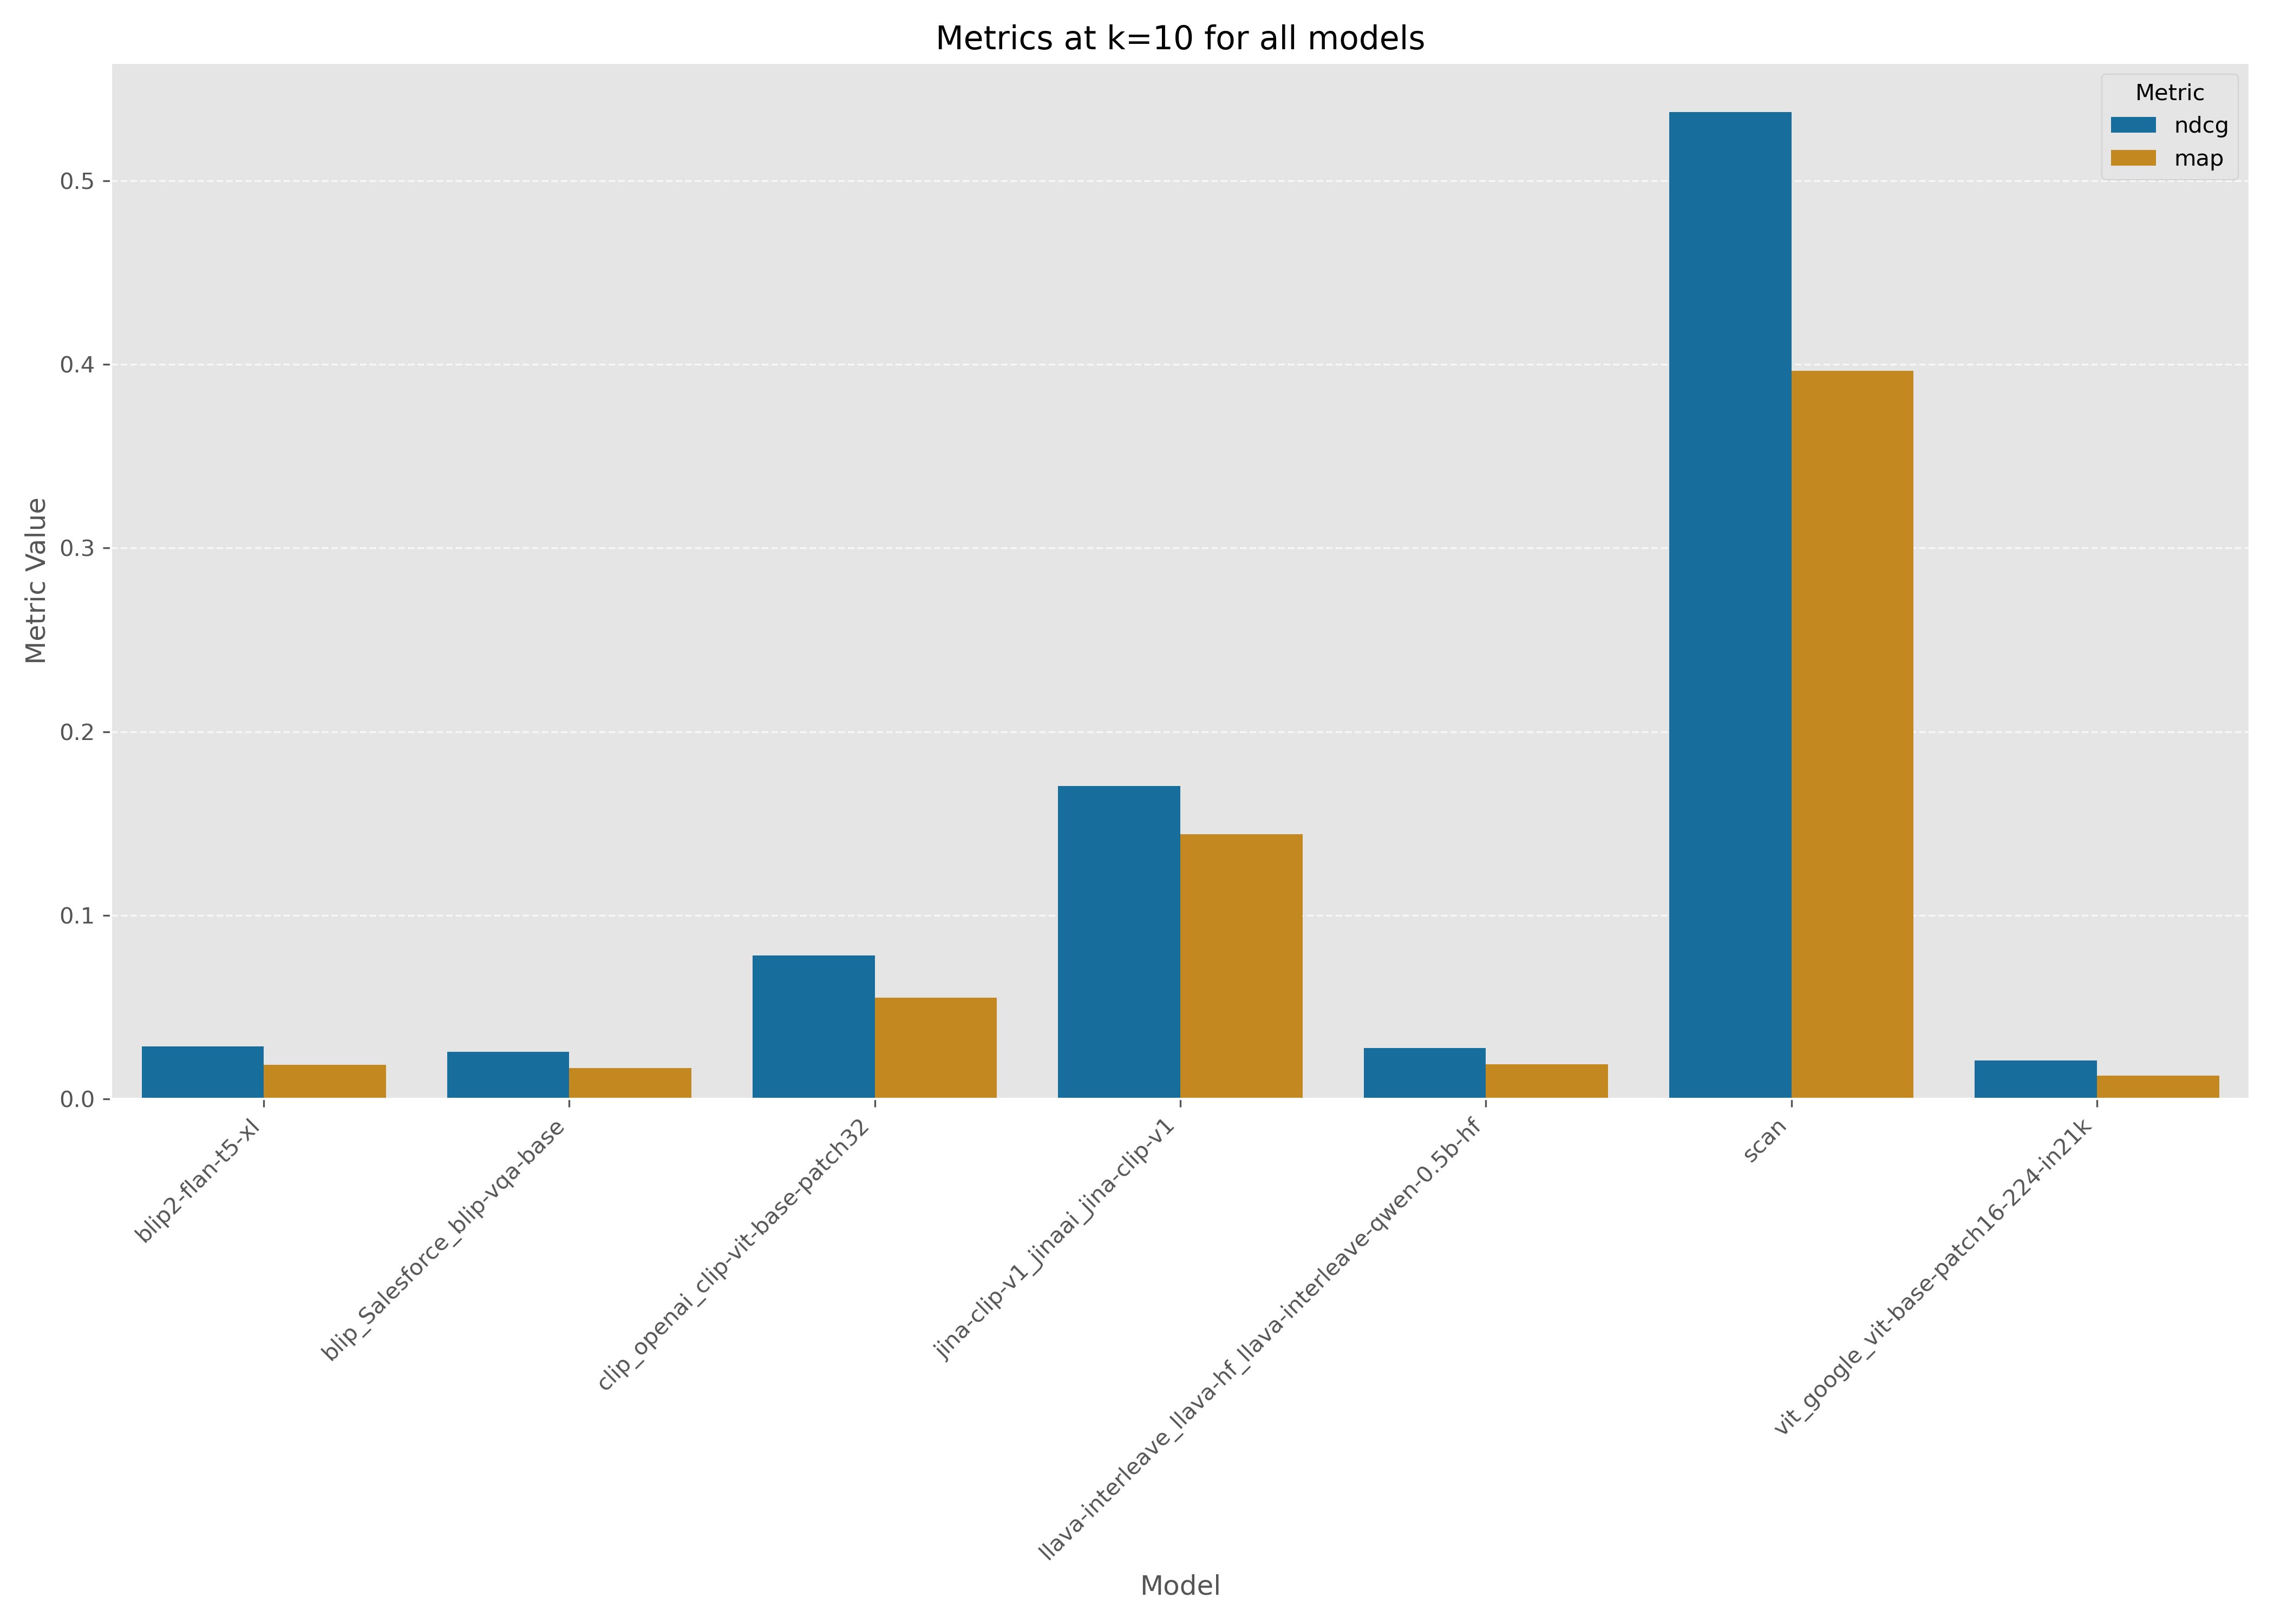 Metrics at k=10 for all models
Metric
ndcg
map
Metric Value
0.5
0.4
0.3
0.2
0.1
0.0
blip2-flan-t5-xl
blip_Salesforce_blip-vqa-base
clip_openai_clip-vit-base-patch32
jina-clip-v1_jinaai_jina-clip-v1
llava-interleave_llava-hf_llava-interleave-qwen-0.5b-hf
scan
vit_google_vit-base-patch16-224-in21k
Model